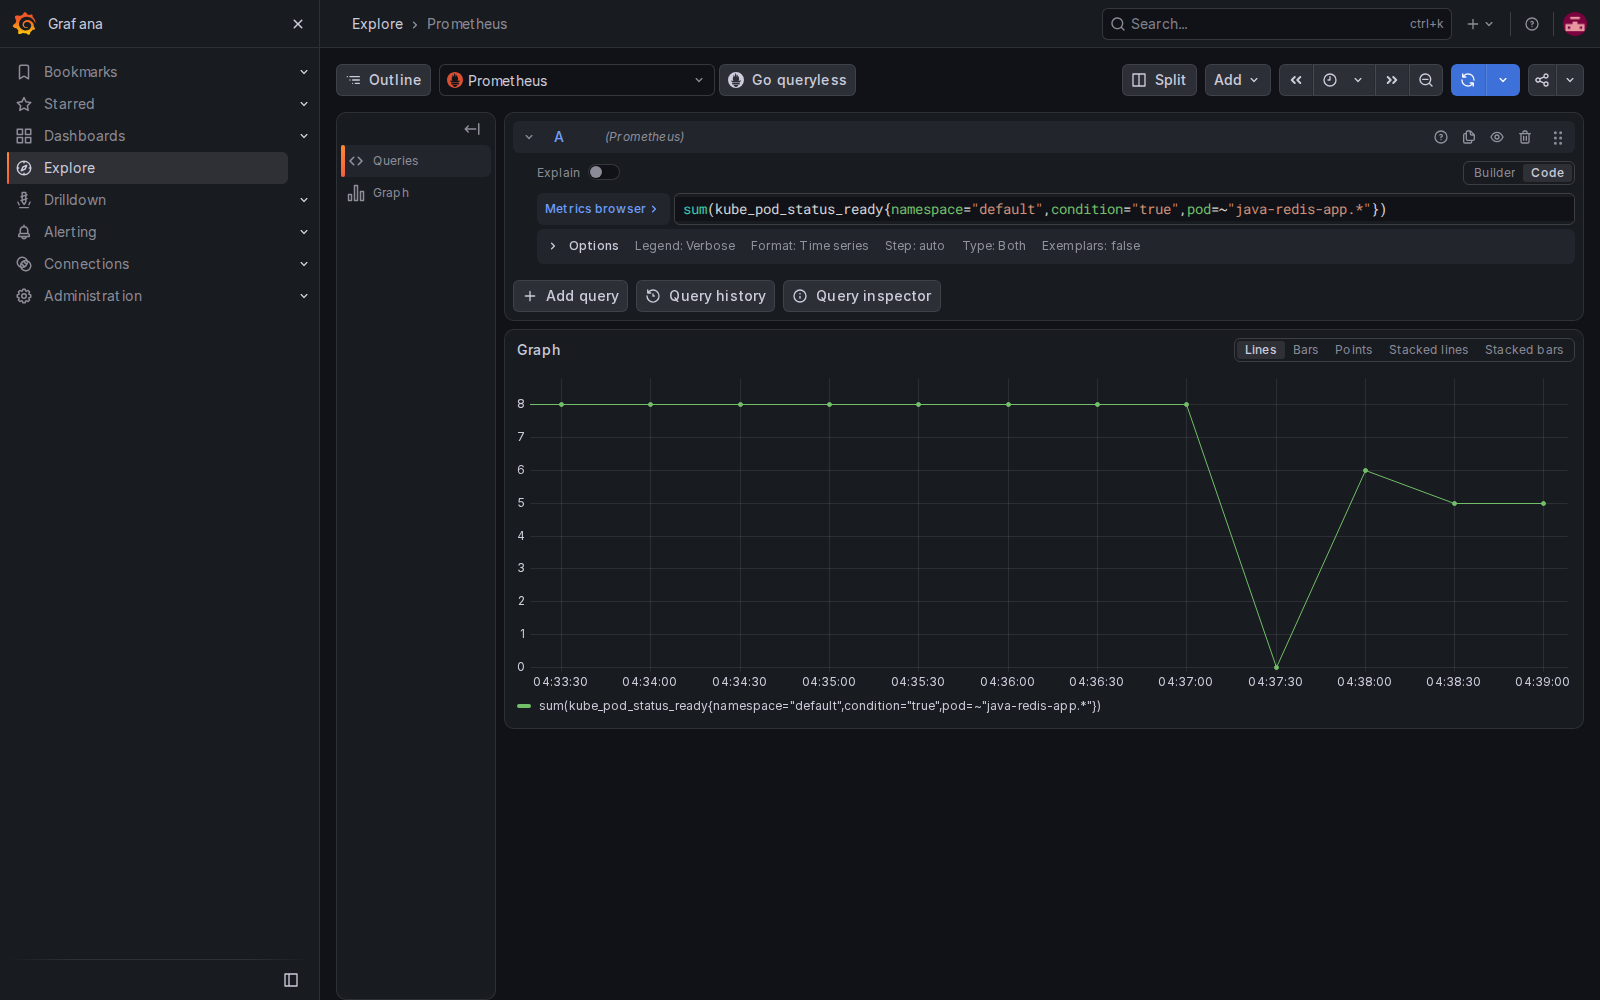 Grafana
Explore › Prometheus
Search...
ctrl+k
Bookmarks
Starred
Dashboards
Explore
Drilldown
Alerting
Connections
Administration
Outline
Prometheus
Go queryless
Split
Add
Queries
Graph
A
(Prometheus)
Explain
Builder
Code
Metrics browser ›
sum(kube_pod_status_ready{namespace="default",condition="true",pod=~"java-redis-app.*"})
Options
Legend: Verbose
Format: Time series
Step: auto
Type: Both
Exemplars: false
Add query
Query history
Query inspector
Graph
Lines
Bars
Points
Stacked lines
Stacked bars
8
7
6
5
4
3
2
1
0
04:33:30
04:34:00
04:34:30
04:35:00
04:35:30
04:36:00
04:36:30
04:37:00
04:37:30
04:38:00
04:38:30
04:39:00
sum(kube_pod_status_ready{namespace="default",condition="true",pod=~"java-redis-app.*"})